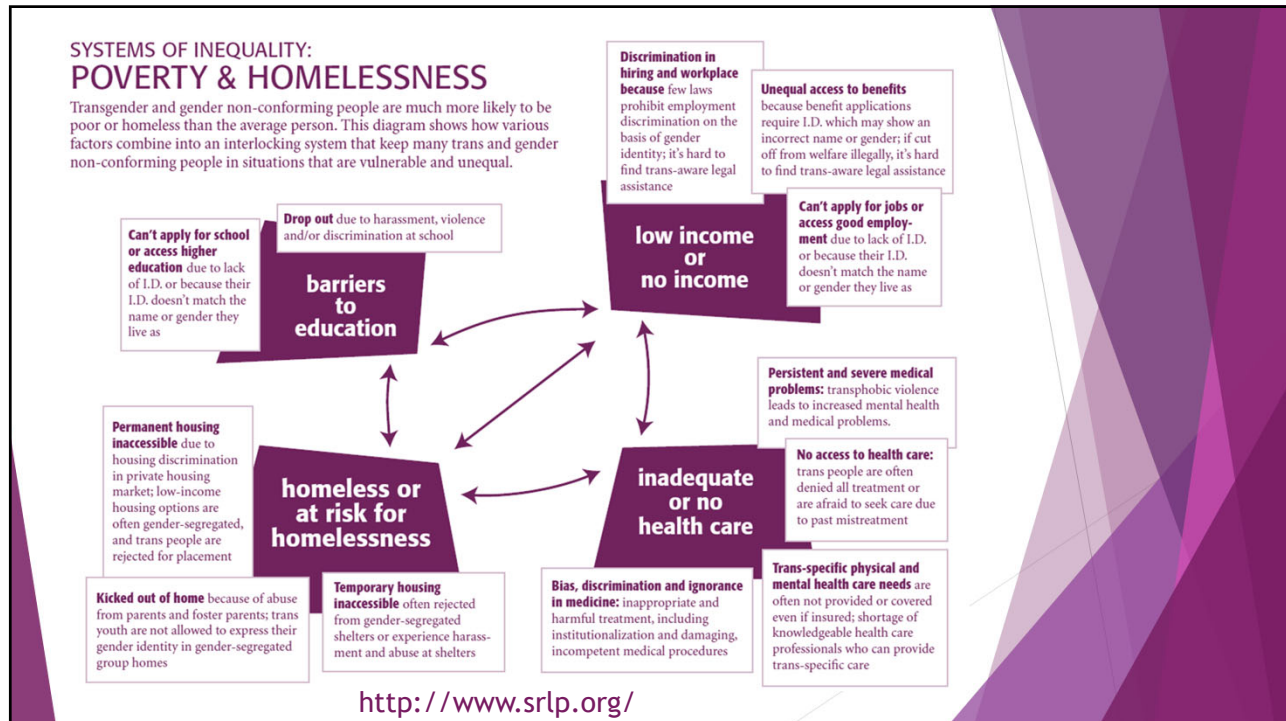 SYSTEMS OF INEQUALITY:
POVERTY & HOMELESSNESS
Transgender and gender non-conforming people are much more likely to be
poor or homeless than the average person. This diagram shows how various
factors combine into an interlocking system that keep many trans and gender
non-conforming people in situations that are vulnerable and unequal.
Discrimination in
hiring and workplace
because few laws
prohibit employment
discrimination on the
basis of gender
identity; it's hard to
find trans-aware legal
assistance
Unequal access to benefits
because benefit applications
require I.D. which may show an
incorrect name or gender; if cut
off from welfare illegally, it's hard
to find trans-aware legal assistance
Can't apply for jobs or
access good employ-
ment due to lack of I.D.
or because their I.D.
doesn't match the name
or gender they live as
low income
or
no income
Drop out due to harassment, violence
and/or discrimination at school
Can't apply for school
or access higher
education due to lack
of I.D. or because their
I.D. doesn't match the
name or gender they
live as
barriers
to
education
Permanent housing
inaccessible due to
housing discrimination
in private housing
market; low-income
housing options are
often gender-segregated,
and trans people are
rejected for placement
homeless or
at risk for
homelessness
Kicked out of home because of abuse
from parents and foster parents; trans
youth are not allowed to express their
gender identity in gender-segregated
group homes
Temporary housing
inaccessible often rejected
from gender-segregated
shelters or experience harass-
ment and abuse at shelters
Persistent and severe medical
problems: transphobic violence
leads to increased mental health
and medical problems.
No access to health care:
trans people are often
denied all treatment or
are afraid to seek care due
to past mistreatment
inadequate
or no
health care
Bias, discrimination and ignorance
in medicine: inappropriate and
harmful treatment, including
institutionalization and damaging,
incompetent medical procedures
Trans-specific physical and
mental health care needs are
often not provided or covered
even if insured; shortage of
knowledgeable health care
professionals who can provide
trans-specific care
http://www.srlp.org/